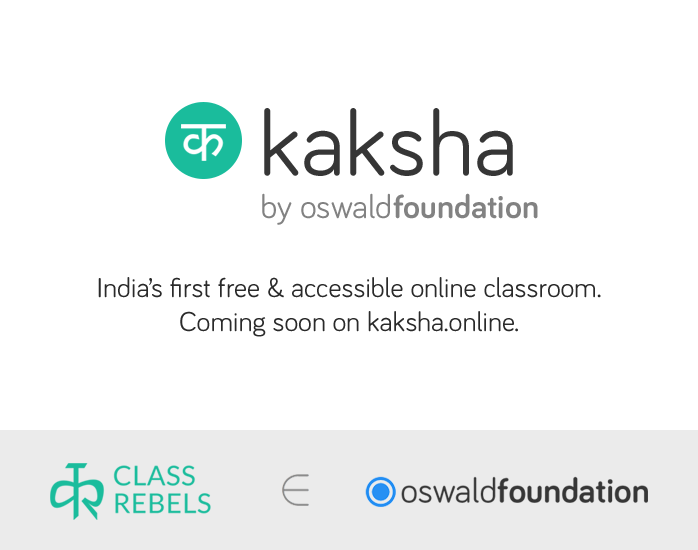 क kaksha
by oswaldfoundation
India’s first free & accessible online classroom.
Coming soon on kaksha.online.
CLASS
REBELS
∈
oswaldfoundation